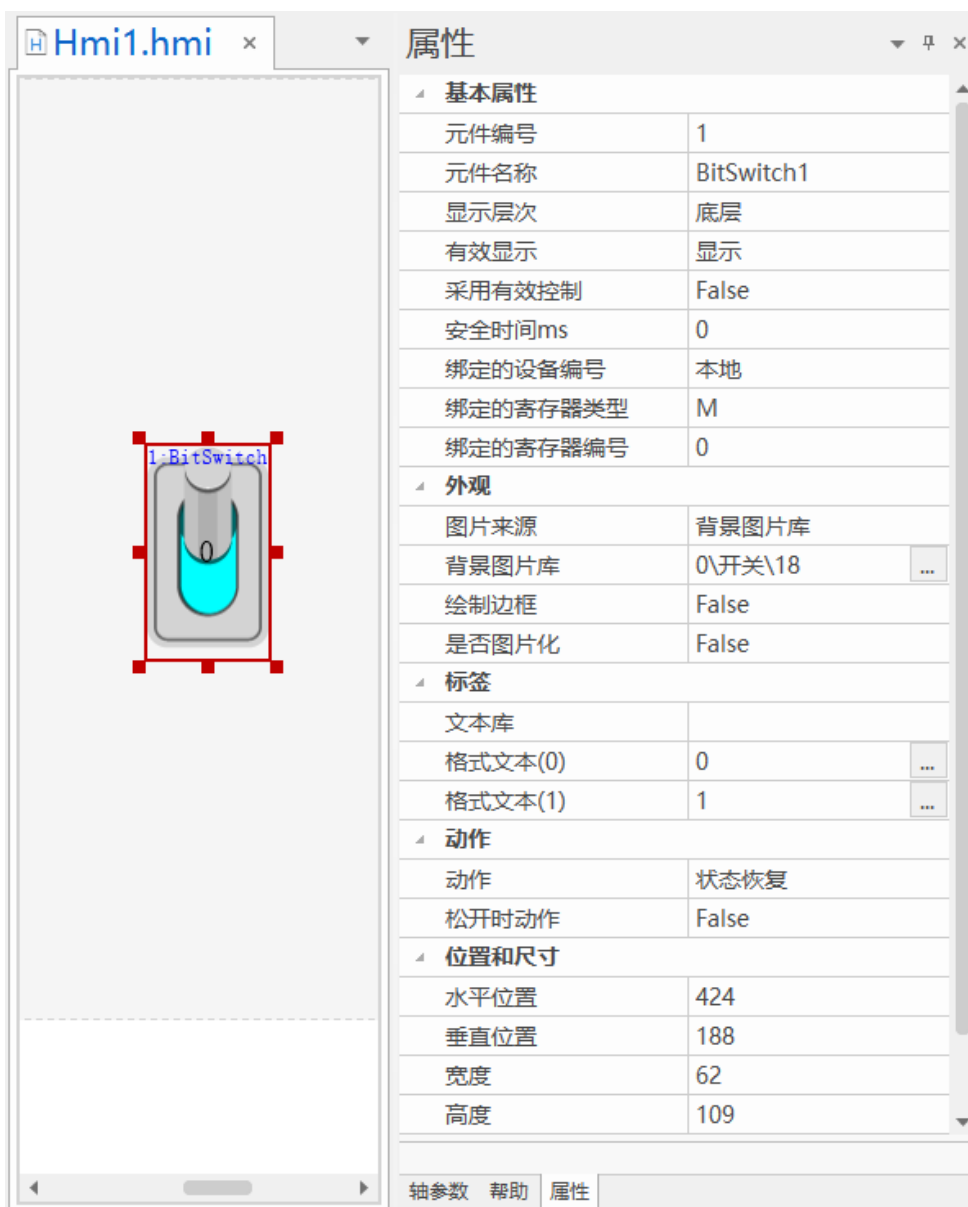 Hmi1.hmi
1:BitSwitch
0
属性
基本属性
元件编号 1
元件名称 BitSwitch1
显示层次 底层
有效显示 显示
采用有效控制 False
安全时间ms 0
绑定的设备编号 本地
绑定的寄存器类型 M
绑定的寄存器编号 0
外观
图片来源 背景图片库
背景图片库 0\开关\18 ...
绘制边框 False
是否图片化 False
标签
文本库
格式文本(0) 0 ...
格式文本(1) 1 ...
动作
动作 状态恢复
松开时动作 False
位置和尺寸
水平位置 424
垂直位置 188
宽度 62
高度 109
轴参数 帮助 属性